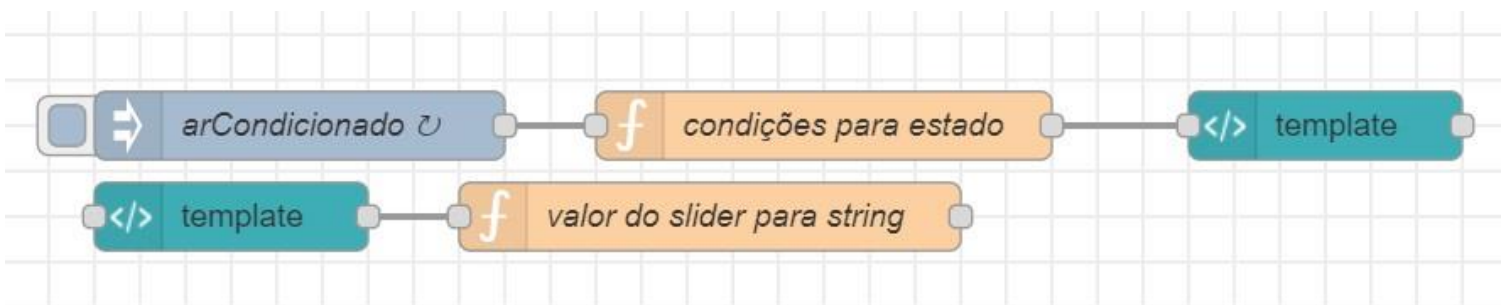 arCondicionado ↻
condições para estado
</> template
</> template
valor do slider para string